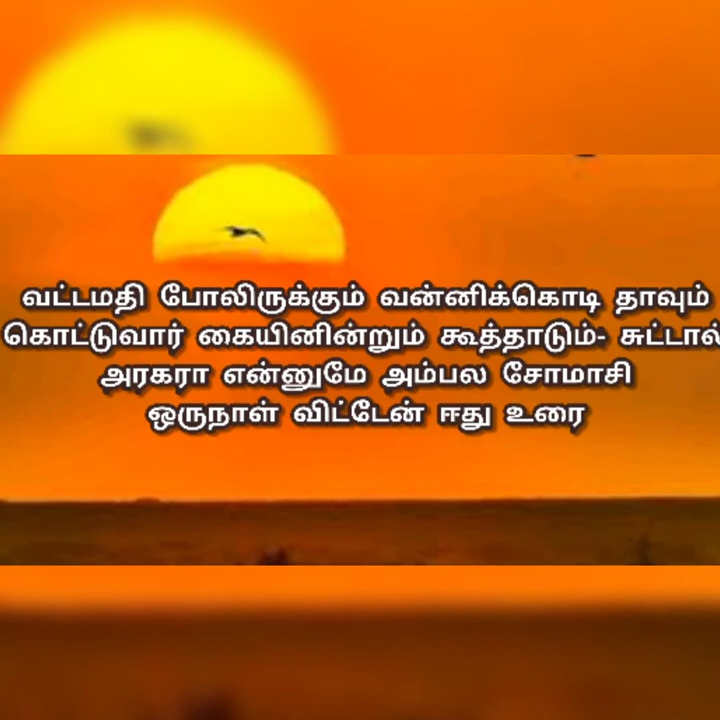 வட்டமதி போலிருக்கும் வன்னிக்கொடி தாவும்
கொட்டுவார் கையினின்றும் கூத்தாடும்- சுட்டால்
அரகரா என்னுமே அம்பல சோமாசி
ஒருநாள் விட்டேன் ஈது உரை